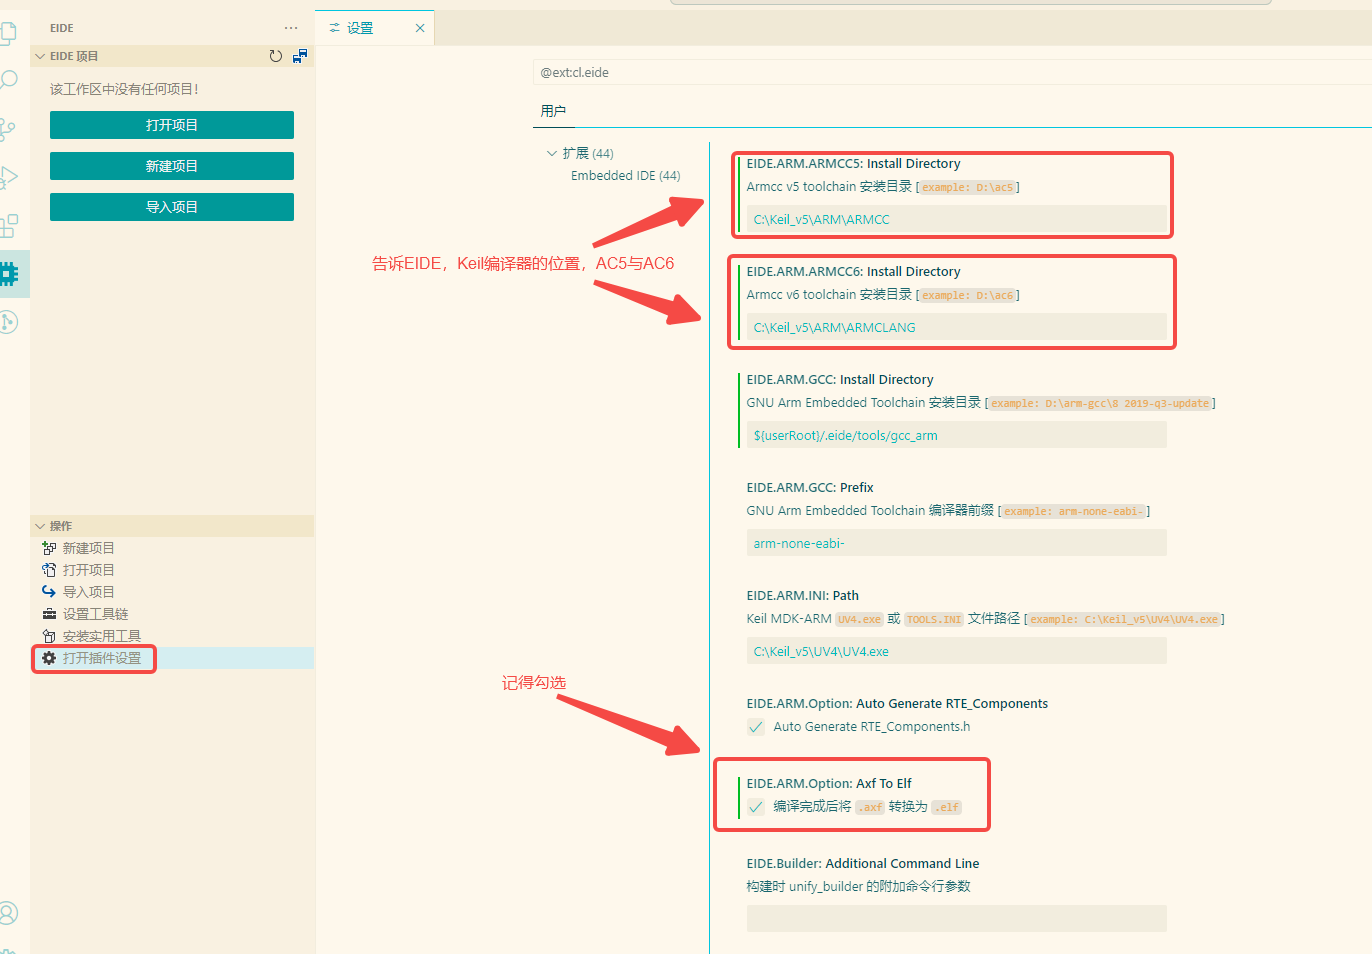 EIDE
EIDE 项目
该工作区中没有任何项目!
打开项目
新建项目
导入项目
操作
新建项目
打开项目
导入项目
设置工具链
安装实用工具
打开插件设置
设置
@ext:cl.eide
用户
扩展 (44)
Embedded IDE (44)
告诉EIDE，Keil编译器的位置，AC5与AC6
记得勾选
EIDE.ARM.ARMCC5: Install Directory
Armcc v5 toolchain 安装目录 [example: D:\ac5]
C:\Keil_v5\ARM\ARMCC
EIDE.ARM.ARMCC6: Install Directory
Armcc v6 toolchain 安装目录 [example: D:\ac6]
C:\Keil_v5\ARM\ARMCLANG
EIDE.ARM.GCC: Install Directory
GNU Arm Embedded Toolchain 安装目录 [example: D:\arm-gcc\8 2019-q3-update]
${userRoot}/.eide/tools/gcc_arm
EIDE.ARM.GCC: Prefix
GNU Arm Embedded Toolchain 编译器前缀 [example: arm-none-eabi-]
arm-none-eabi-
EIDE.ARM.INI: Path
Keil MDK-ARM UV4.exe 或 TOOLS.INI 文件路径 [example: C:\Keil_v5\UV4\UV4.exe]
C:\Keil_v5\UV4\UV4.exe
EIDE.ARM.Option: Auto Generate RTE_Components
Auto Generate RTE_Components.h
EIDE.ARM.Option: Axf To Elf
编译完成后将 .axf 转换为 .elf
EIDE.Builder: Additional Command Line
构建时 unify_builder 的附加命令行参数